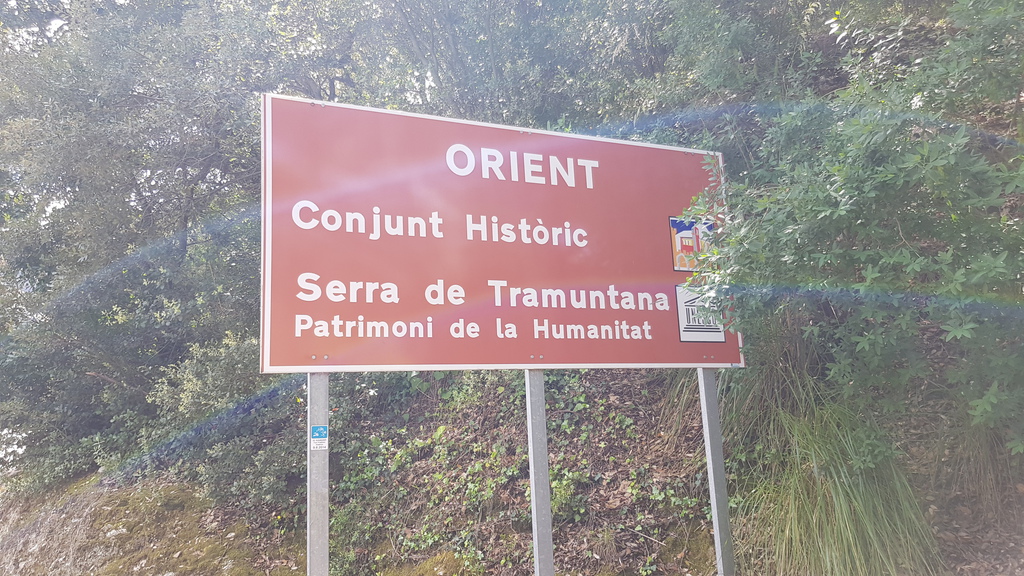 ORIENT
Conjunt Històric
Serra de Tramuntana
Patrimoni de la Humanitat